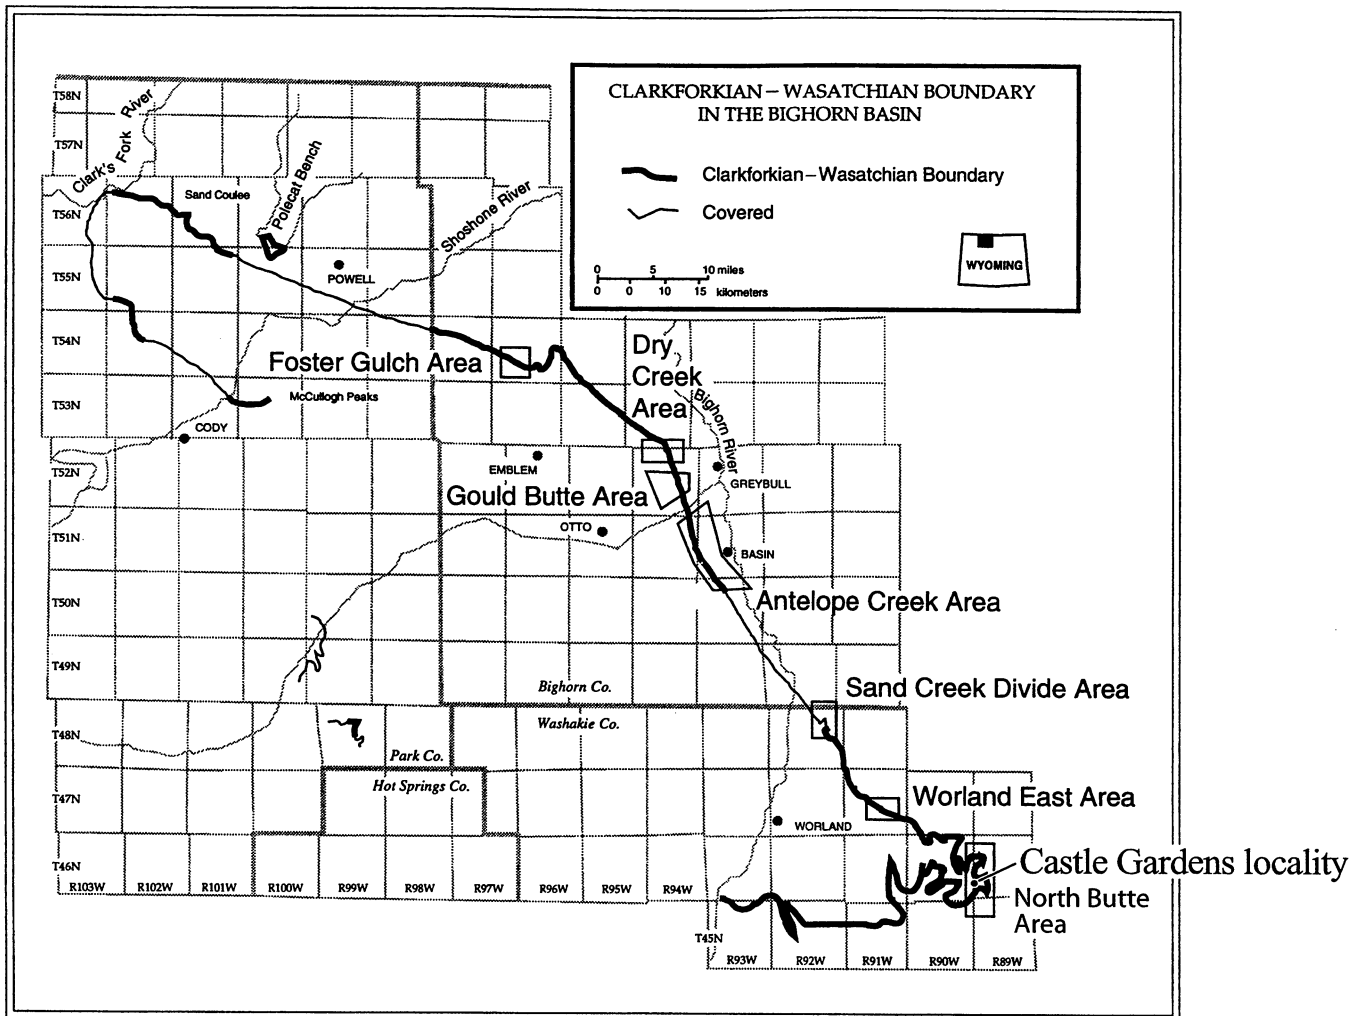 CLARKFORKIAN – WASATCHIAN BOUNDARY
IN THE BIGHORN BASIN
Clarkforkian – Wasatchian Boundary
Covered
0 5 10 miles
0 0 10 15 kilometers
WYOMING
T58N
T57N
T56N
T55N
T54N
T53N
T52N
T51N
T50N
T49N
T48N
T47N
T46N
T45N
Clark's Fork River
Sand Coulee
Polecat Bench
Shoshone River
POWELL
Foster Gulch Area
McCullogh Peaks
CODY
Dry
Creek
Area
Bighorn River
EMBLEM
GREYBULL
Gould Butte Area
OTTO
BASIN
Antelope Creek Area
Bighorn Co.
Sand Creek Divide Area
Washakie Co.
Park Co.
Hot Springs Co.
Worland East Area
WORLAND
Castle Gardens locality
North Butte
Area
R103W R102W R101W R100W R99W R98W R97W R96W R95W R94W
R93W R92W R91W R90W R89W